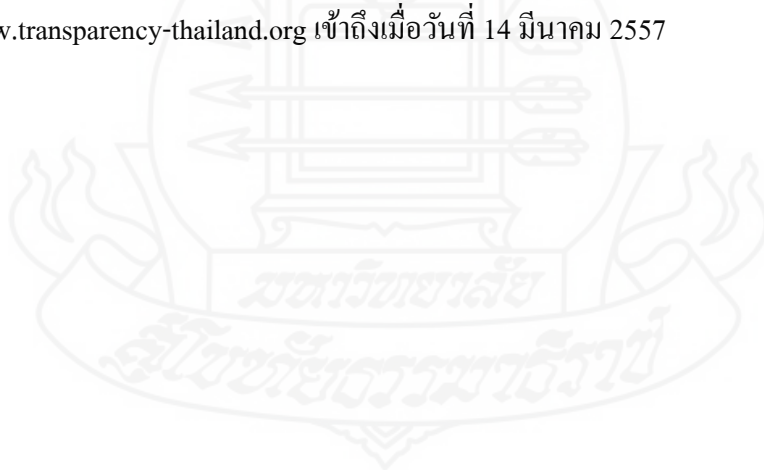 w.transparency-thailand.org เข้าถึงเมื่อวันที่ 14 มีนาคม 2557
มหาวิทยาลัย
สุโขทัยธรรมาธิราช